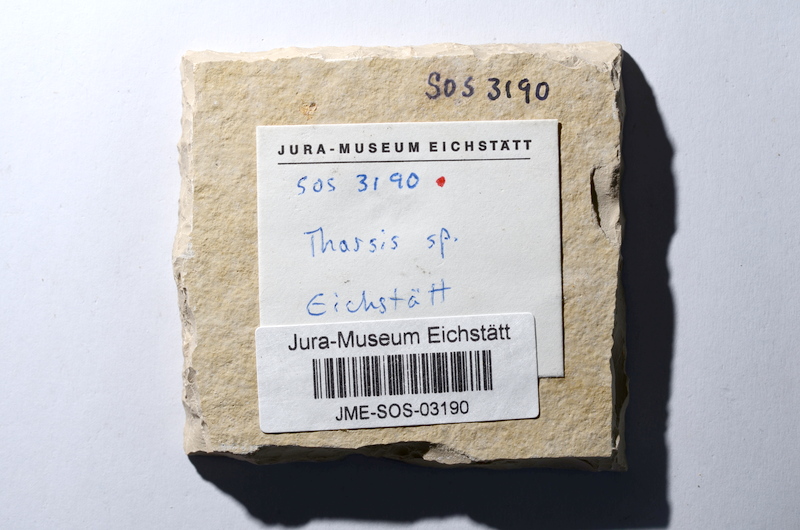 SOS 3190
JURA-MUSEUM EICHSTÄTT
SOS 3190
Tharsis sp.
Eichstätt
Jura-Museum Eichstätt
JME-SOS-03190